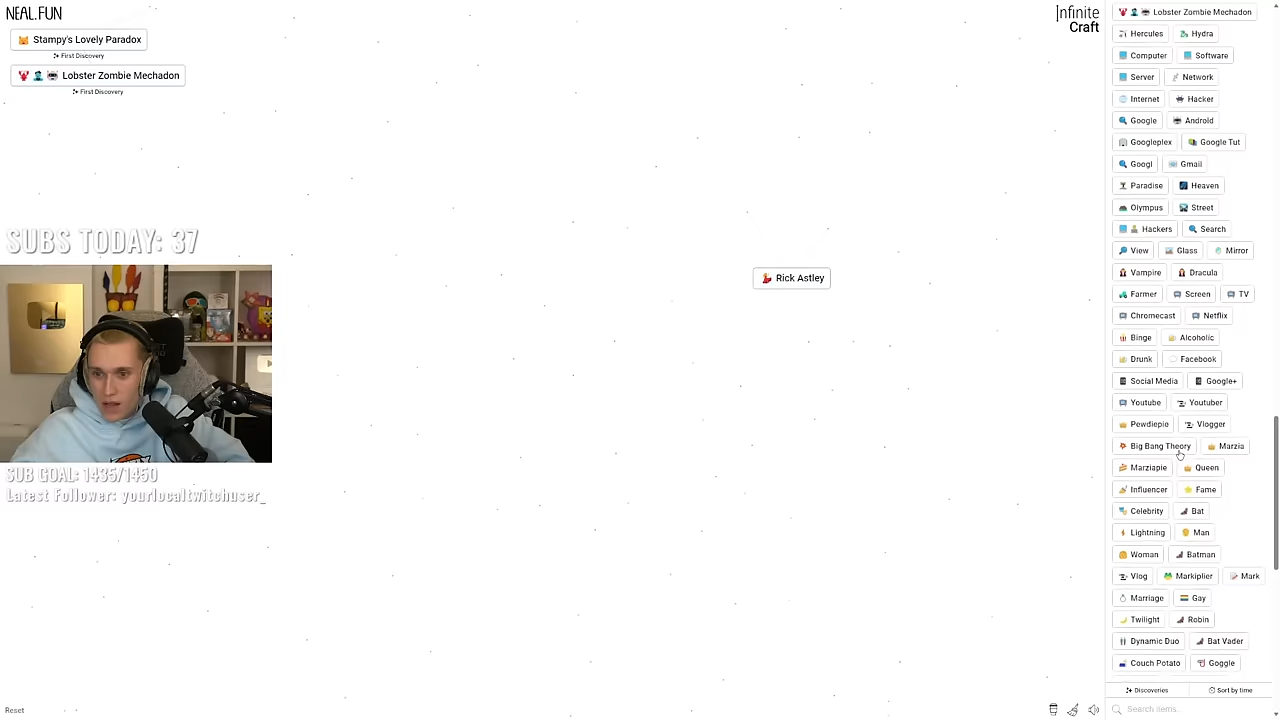 NEAL.FUN
Infinite
Craft
Stampy's Lovely Paradox
First Discovery
Lobster Zombie Mechadon
First Discovery
SUBS TODAY: 37
SUB GOAL: 1435/1450
Latest Follower: yourlocaltwitchuser_
Rick Astley
Reset
Lobster Zombie Mechadon
Hercules Hydra
Computer Software
Server Network
Internet Hacker
Google Android
Googleplex Google Tut
Googl Gmail
Paradise Heaven
Olympus Street
Hackers Search
View Glass Mirror
Vampire Dracula
Farmer Screen TV
Chromecast Netflix
Binge Alcoholic
Drunk Facebook
Social Media Google+
Youtube Youtuber
Pewdiepie Vlogger
Big Bang Theory Marzia
Marziapie Queen
Influencer Fame
Celebrity Bat
Lightning Man
Woman Batman
Vlog Markiplier Mark
Marriage Gay
Twilight Robin
Dynamic Duo Bat Vader
Couch Potato Goggle
Discoveries Sort by time
Search items...